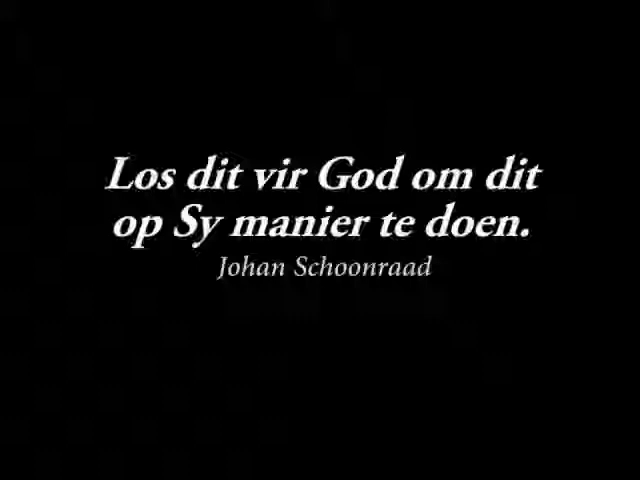 Los dit vir God om dit
op Sy manier te doen.
Johan Schoonraad